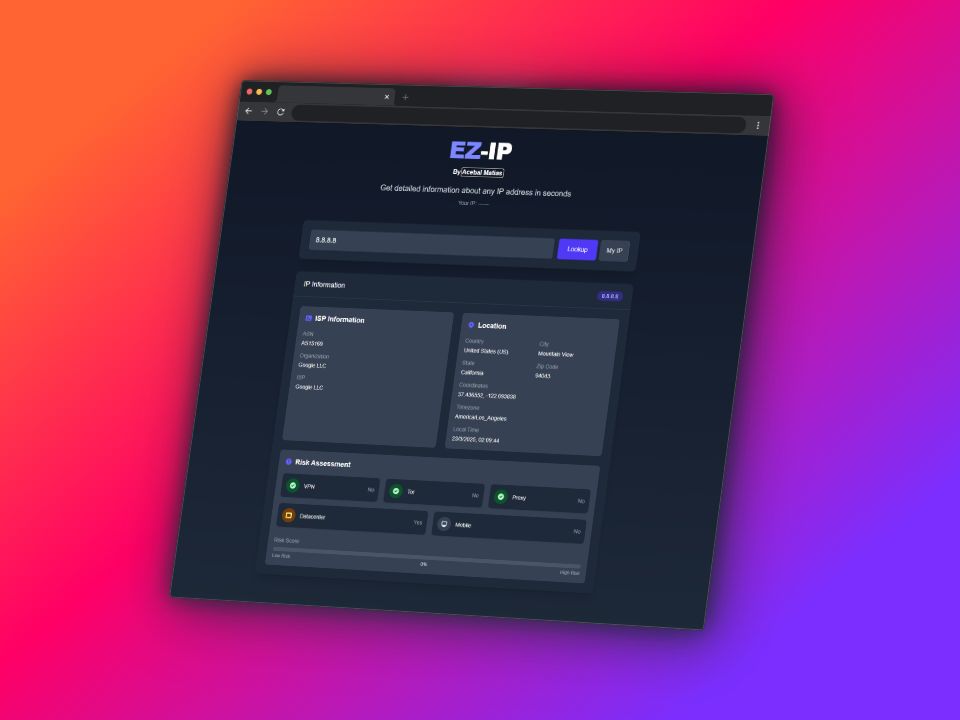 EZ-IP
By Acebal Matias
Get detailed information about any IP address in seconds
Your IP: ------
8.8.8.8
Lookup
My IP
IP Information
8.8.8.8
ISP Information
ASN
AS15169
Organization
Google LLC
ISP
Google LLC
Location
Country
United States (US)
City
Mountain View
State
California
Zip Code
94043
Coordinates
37.436552, -122.093838
Timezone
America/Los_Angeles
Local Time
23/3/2025, 02:09:44
Risk Assessment
VPN
No
Tor
No
Proxy
No
Datacenter
Yes
Mobile
No
Risk Score
Low Risk
0%
High Risk